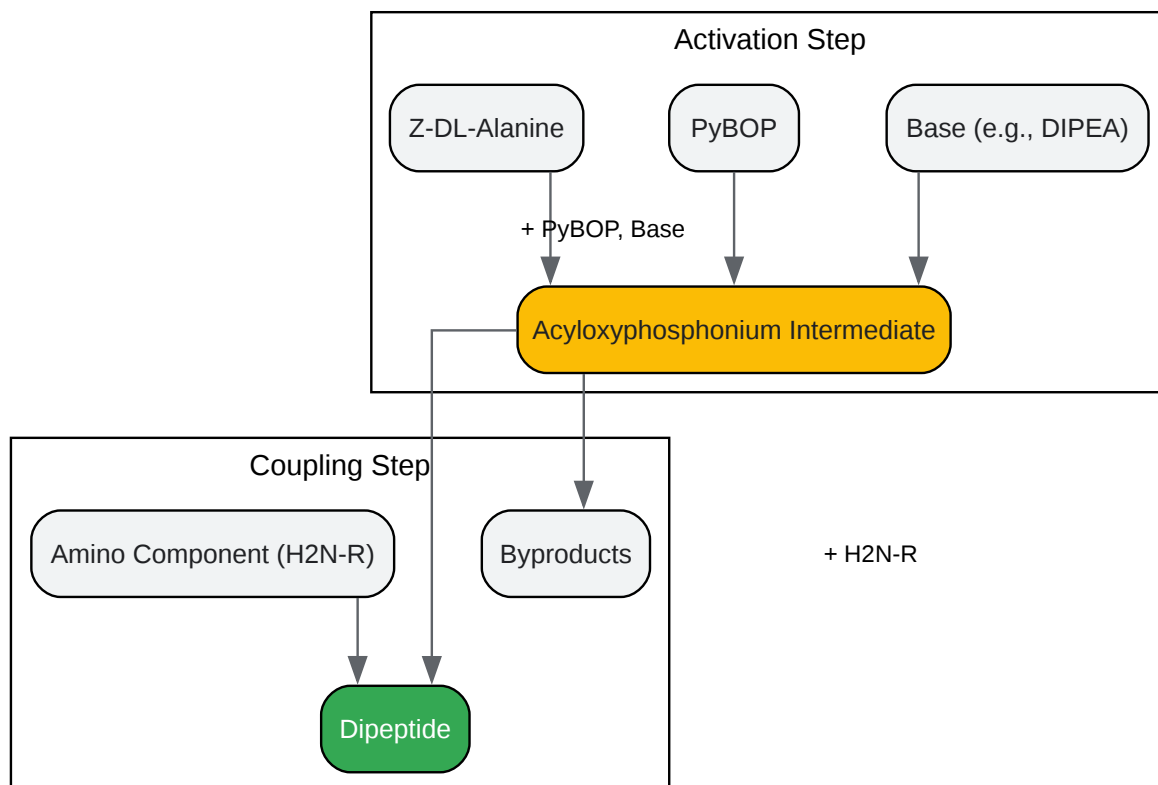 Activation Step
Z-DL-Alanine
PyBOP
Base (e.g., DIPEA)
+ PyBOP, Base
Acyloxyphosphonium Intermediate
Coupling Step
Amino Component (H2N-R)
Byproducts
+ H2N-R
Dipeptide